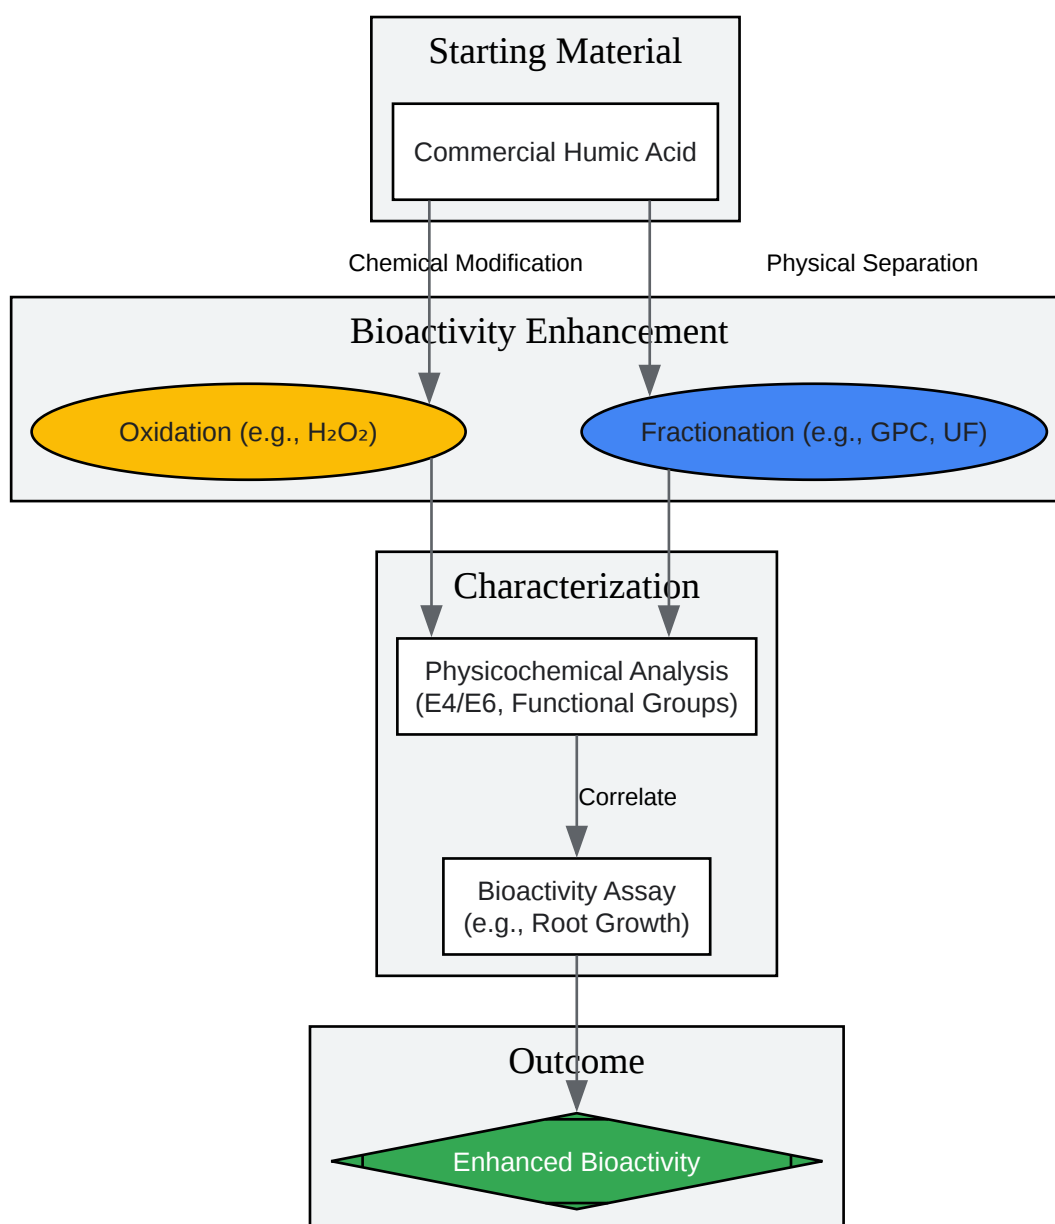 Starting Material
Commercial Humic Acid
Chemical Modification
Physical Separation
Bioactivity Enhancement
Oxidation (e.g., H₂O₂)
Fractionation (e.g., GPC, UF)
Characterization
Physicochemical Analysis
(E4/E6, Functional Groups)
Correlate
Bioactivity Assay
(e.g., Root Growth)
Outcome
Enhanced Bioactivity